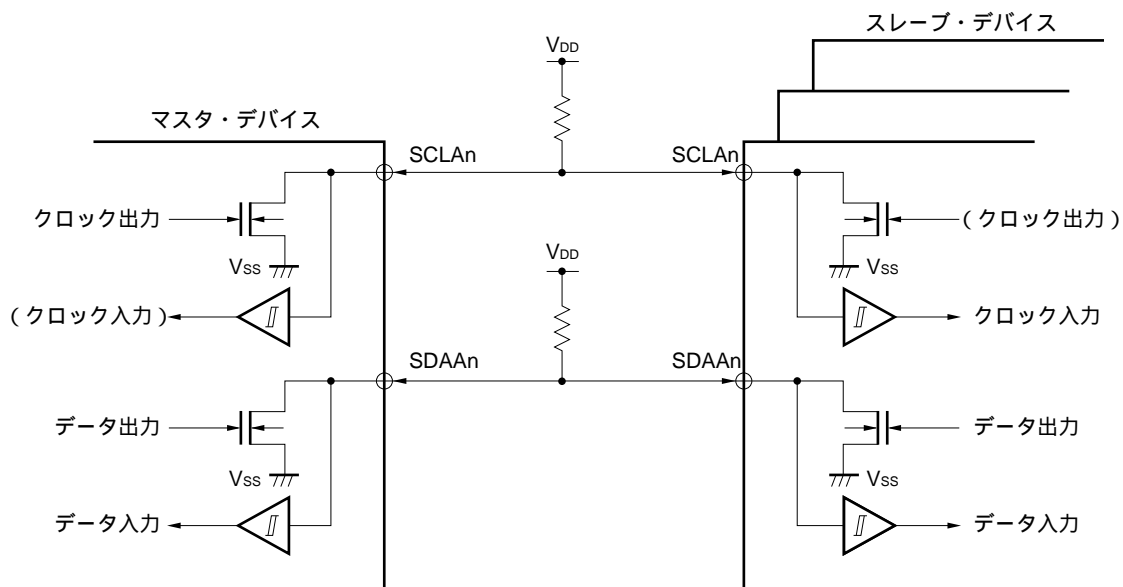 スレーブ・デバイス
VDD
マスタ・デバイス
SCLAn
SCLAn
クロック出力
(クロック出力)
VSS
VDD
VSS
(クロック入力)
クロック入力
SDAAn
SDAAn
データ出力
データ出力
VSS
VSS
データ入力
データ入力